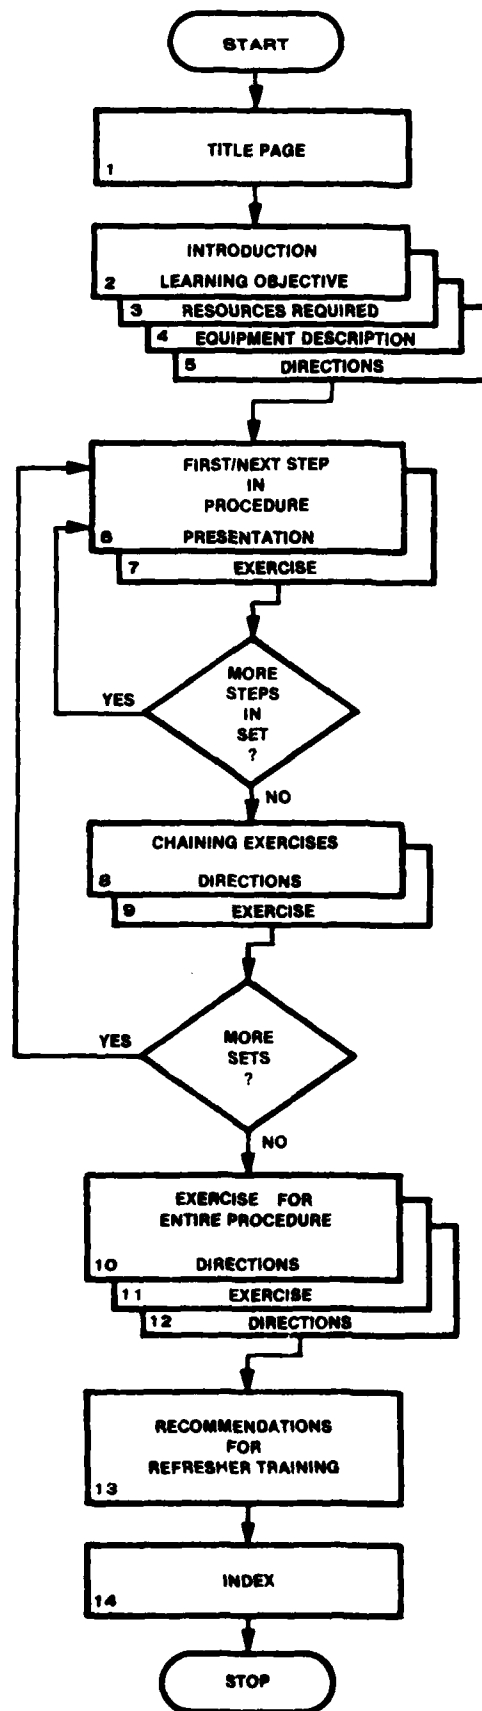 START
TITLE PAGE
1
INTRODUCTION
2 LEARNING OBJECTIVE
3 RESOURCES REQUIRED
4 EQUIPMENT DESCRIPTION
5 DIRECTIONS
FIRST/NEXT STEP
IN
PROCEDURE
6 PRESENTATION
7 EXERCISE
MORE
STEPS
IN
SET
?
YES
NO
CHAINING EXERCISES
8 DIRECTIONS
9 EXERCISE
MORE
SETS
?
YES
NO
EXERCISE FOR
ENTIRE PROCEDURE
10 DIRECTIONS
11 EXERCISE
12 DIRECTIONS
RECOMMENDATIONS
FOR
REFRESHER TRAINING
13
INDEX
14
STOP